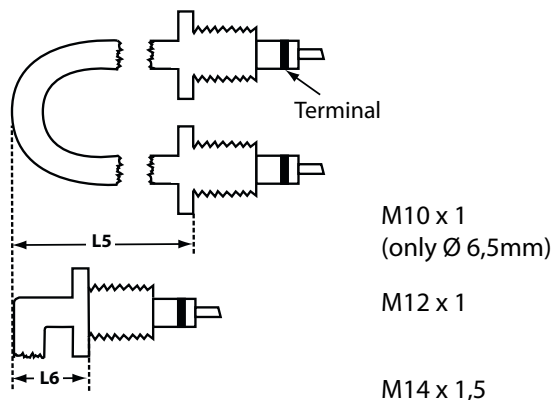 Terminal
L5
M10 x 1
(only Ø 6,5mm)
M12 x 1
L6
M14 x 1,5